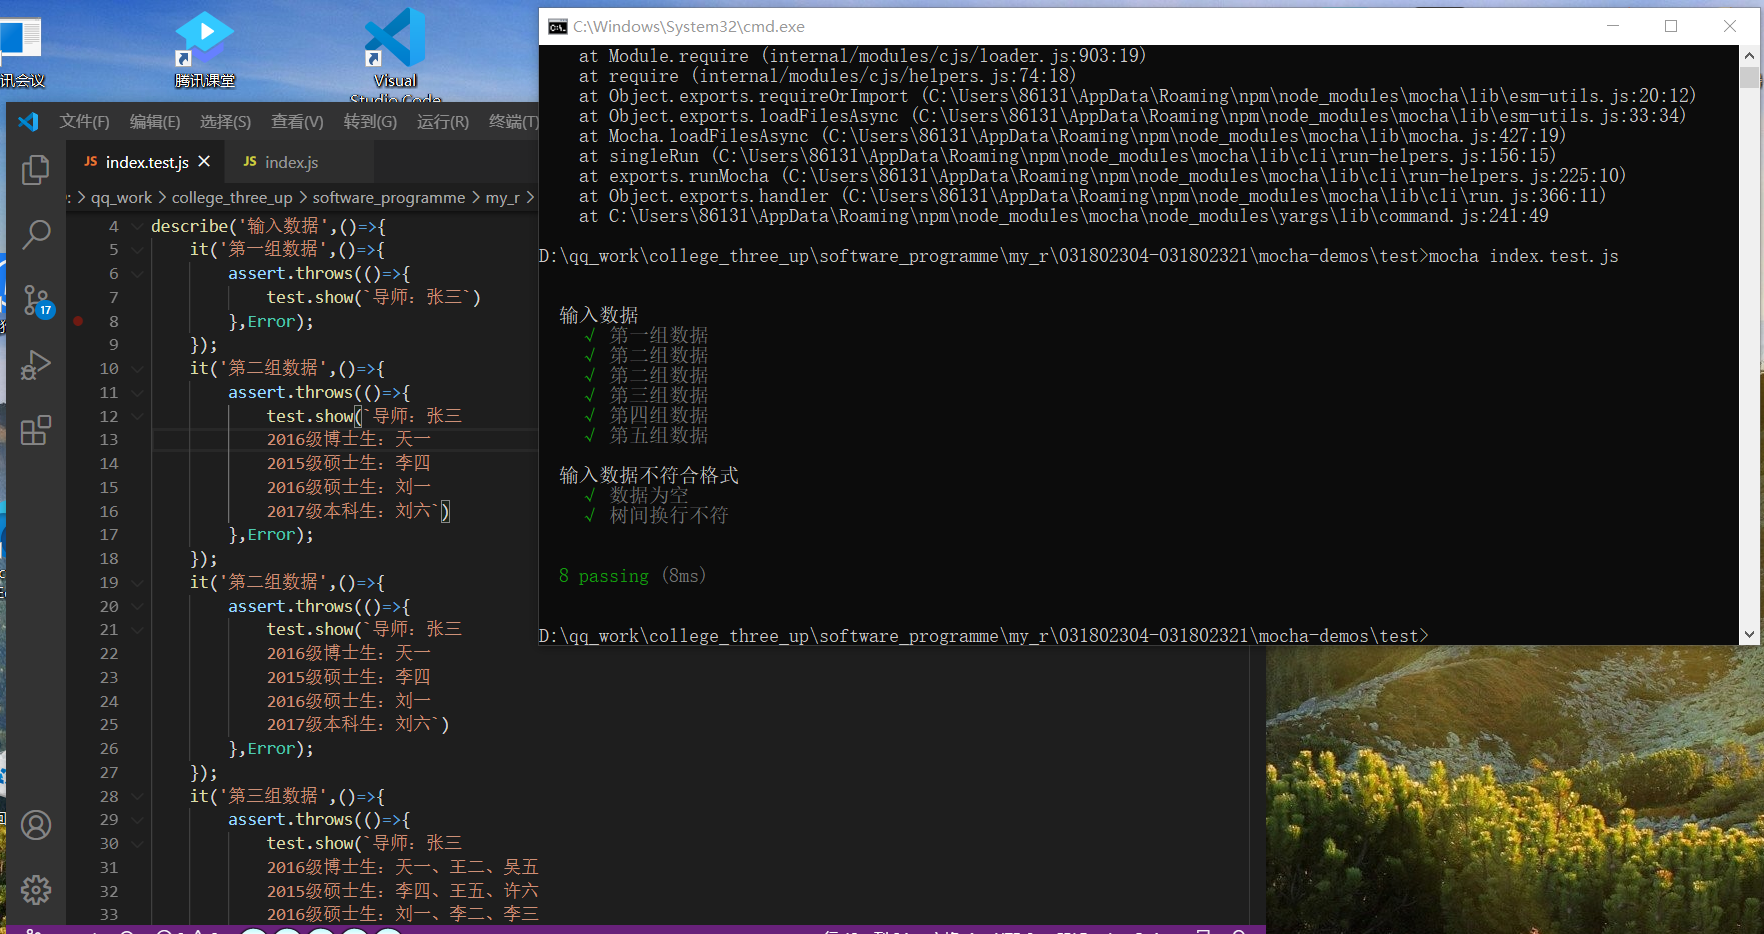 讯会议
腾讯课堂
Visual
Studio Code
文件(F) 编辑(E) 选择(S) 查看(V) 转到(G) 运行(R) 终端(T)
JS index.test.js × JS index.js
qq_work > college_three_up > software_programme > my_r >
17
4 describe('输入数据',()=>{
5 it('第一组数据',()=>{
6 assert.throws(()=>{
7 test.show(`导师：张三`)
8 },Error);
9 });
10 it('第二组数据',()=>{
11 assert.throws(()=>{
12 test.show(`导师：张三
13 2016级博士生：天一
14 2015级硕士生：李四
15 2016级硕士生：刘一
16 2017级本科生：刘六`)
17 },Error);
18 });
19 it('第二组数据',()=>{
20 assert.throws(()=>{
21 test.show(`导师：张三
22 2016级博士生：天一
23 2015级硕士生：李四
24 2016级硕士生：刘一
25 2017级本科生：刘六`)
26 },Error);
27 });
28 it('第三组数据',()=>{
29 assert.throws(()=>{
30 test.show(`导师：张三
31 2016级博士生：天一、王二、吴五
32 2015级硕士生：李四、王五、许六
33 2016级硕士生：刘一、李二、李三
C:\Windows\System32\cmd.exe
at Module.require (internal/modules/cjs/loader.js:903:19)
at require (internal/modules/cjs/helpers.js:74:18)
at Object.exports.requireOrImport (C:\Users\86131\AppData\Roaming\npm\node_modules\mocha\lib\esm-utils.js:20:12)
at Object.exports.loadFilesAsync (C:\Users\86131\AppData\Roaming\npm\node_modules\mocha\lib\esm-utils.js:33:34)
at Mocha.loadFilesAsync (C:\Users\86131\AppData\Roaming\npm\node_modules\mocha\lib\mocha.js:427:19)
at singleRun (C:\Users\86131\AppData\Roaming\npm\node_modules\mocha\lib\cli\run-helpers.js:156:15)
at exports.runMocha (C:\Users\86131\AppData\Roaming\npm\node_modules\mocha\lib\cli\run-helpers.js:225:10)
at Object.exports.handler (C:\Users\86131\AppData\Roaming\npm\node_modules\mocha\lib\cli\run.js:366:11)
at C:\Users\86131\AppData\Roaming\npm\node_modules\mocha\node_modules\yargs\lib\command.js:241:49
D:\qq_work\college_three_up\software_programme\my_r\031802304-031802321\mocha-demos\test>mocha index.test.js
输入数据
√ 第一组数据
√ 第二组数据
√ 第二组数据
√ 第三组数据
√ 第四组数据
√ 第五组数据
输入数据不符合格式
√ 数据为空
√ 树间换行不符
8 passing (8ms)
D:\qq_work\college_three_up\software_programme\my_r\031802304-031802321\mocha-demos\test>